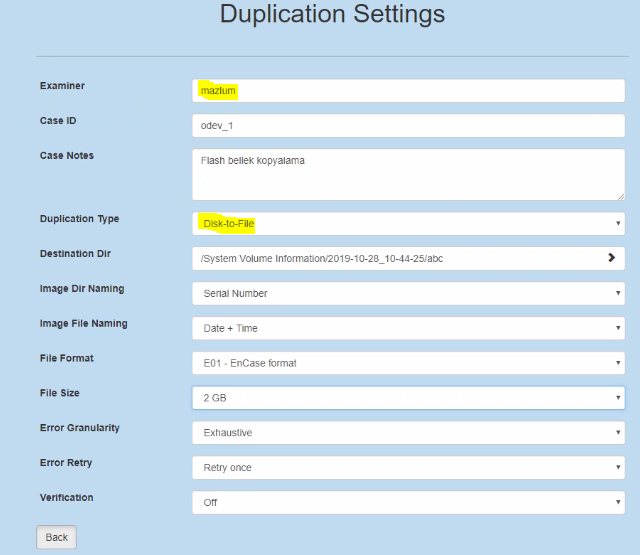 Duplication Settings
Examiner
mazlum
Case ID
odev_1
Case Notes
Flash bellek kopyalama
Duplication Type
Disk-to-File
Destination Dir
/System Volume Information/2019-10-28_10-44-25/abc
Image Dir Naming
Serial Number
Image File Naming
Date + Time
File Format
E01 - EnCase format
File Size
2 GB
Error Granularity
Exhaustive
Error Retry
Retry once
Verification
Off
Back